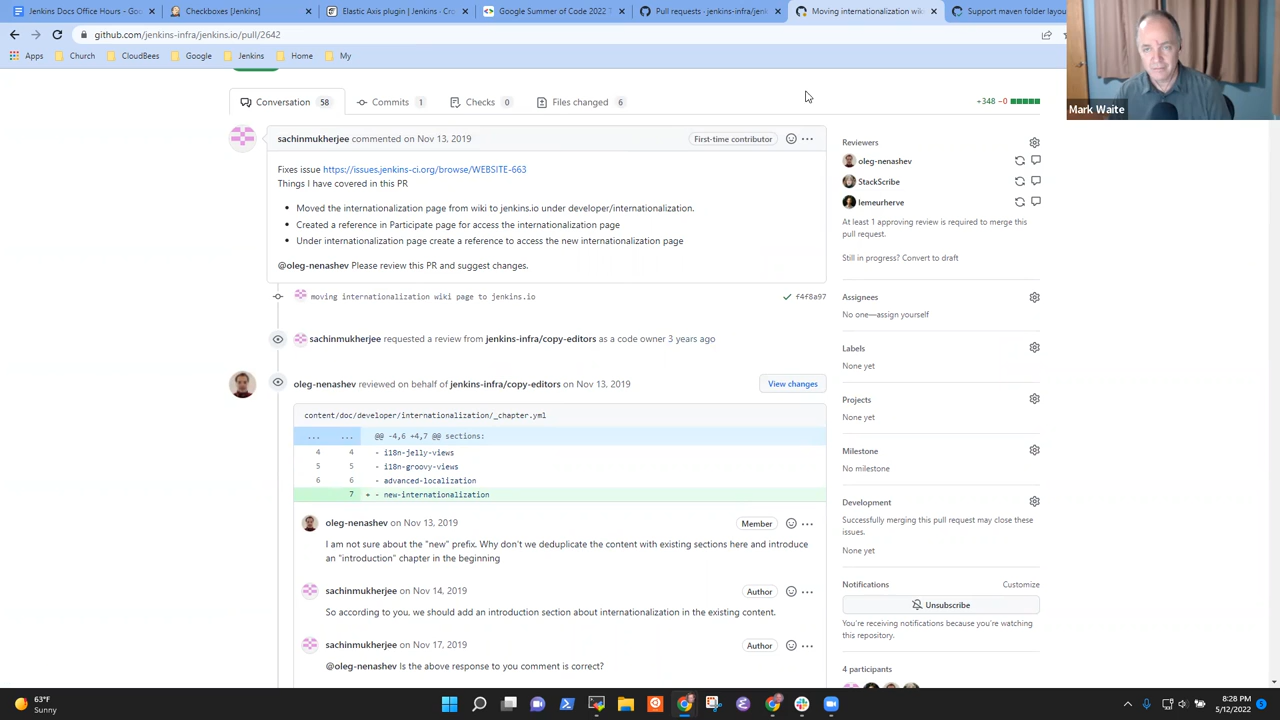 Jenkins Docs Office Hours - Go
Checkboxes [Jenkins]
Elastic Axis plugin | Jenkins - Cro
Google Summer of Code 2022 T
Pull requests · jenkins-infra/jen
Moving internationalization wik
Support maven folder layou
github.com/jenkins-infra/jenkins.io/pull/2642
Apps
Church
CloudBees
Google
Jenkins
Home
My
Mark Waite
Conversation 58
Commits 1
Checks 0
Files changed 6
+348 −0
sachinmukherjee commented on Nov 13, 2019
First-time contributor
Fixes issue https://issues.jenkins-ci.org/browse/WEBSITE-663
Things I have covered in this PR
• Moved the internationalization page from wiki to jenkins.io under developer/internationalization.
• Created a reference in Participate page for access the internationalization page
• Under internationalization page create a reference to access the new internationalization page
@oleg-nenashev Please review this PR and suggest changes.
moving internationalization wiki page to jenkins.io
f4f8a97
sachinmukherjee requested a review from jenkins-infra/copy-editors as a code owner 3 years ago
oleg-nenashev reviewed on behalf of jenkins-infra/copy-editors on Nov 13, 2019
View changes
content/doc/developer/internationalization/_chapter.yml
... ... @@ -4,6 +4,7 @@ sections:
4 4 - i18n-jelly-views
5 5 - i18n-groovy-views
6 6 - advanced-localization
7 + - new-internationalization
oleg-nenashev on Nov 13, 2019
Member
I am not sure about the "new" prefix. Why don't we deduplicate the content with existing sections here and introduce
an "introduction" chapter in the beginning
sachinmukherjee on Nov 14, 2019
Author
So according to you, we should add an introduction section about internationalization in the existing content.
sachinmukherjee on Nov 17, 2019
Author
@oleg-nenashev Is the above response to you comment is correct?
Reviewers
oleg-nenashev
StackScribe
lemeurherve
At least 1 approving review is required to merge this
pull request.
Still in progress? Convert to draft
Assignees
No one—assign yourself
Labels
None yet
Projects
None yet
Milestone
No milestone
Development
Successfully merging this pull request may close these
issues.
None yet
Notifications
Customize
Unsubscribe
You're receiving notifications because you're watching
this repository.
4 participants
63°F
Sunny
8:28 PM
5/12/2022